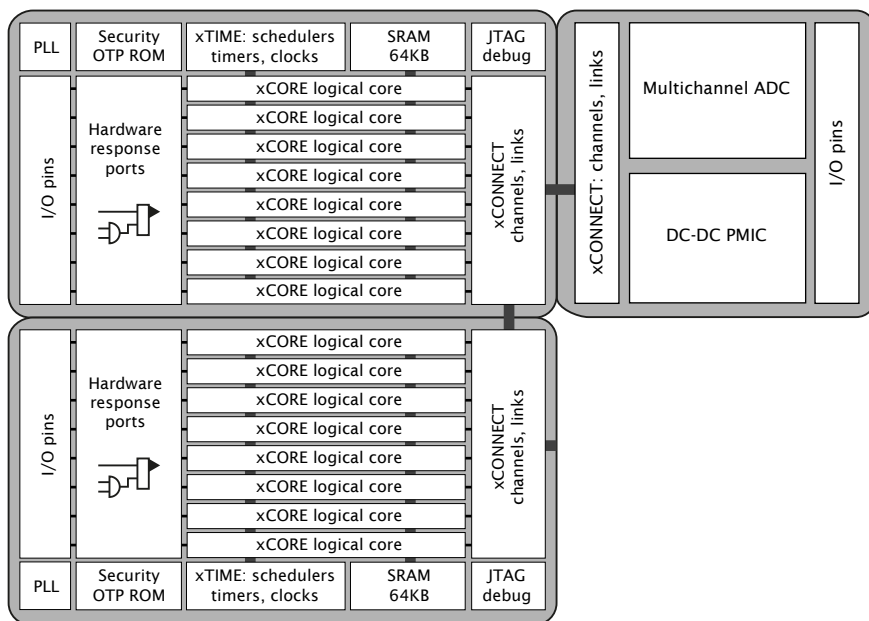 PLL
Security
OTP ROM
xTIME: schedulers
timers, clocks
SRAM
64KB
JTAG
debug
I/O pins
Hardware
response
ports
xCORE logical core
xCORE logical core
xCORE logical core
xCORE logical core
xCORE logical core
xCORE logical core
xCORE logical core
xCORE logical core
xCONNECT
channels, links
xCONNECT: channels, links
Multichannel ADC
DC-DC PMIC
I/O pins
I/O pins
Hardware
response
ports
xCORE logical core
xCORE logical core
xCORE logical core
xCORE logical core
xCORE logical core
xCORE logical core
xCORE logical core
xCORE logical core
xCONNECT
channels, links
PLL
Security
OTP ROM
xTIME: schedulers
timers, clocks
SRAM
64KB
JTAG
debug